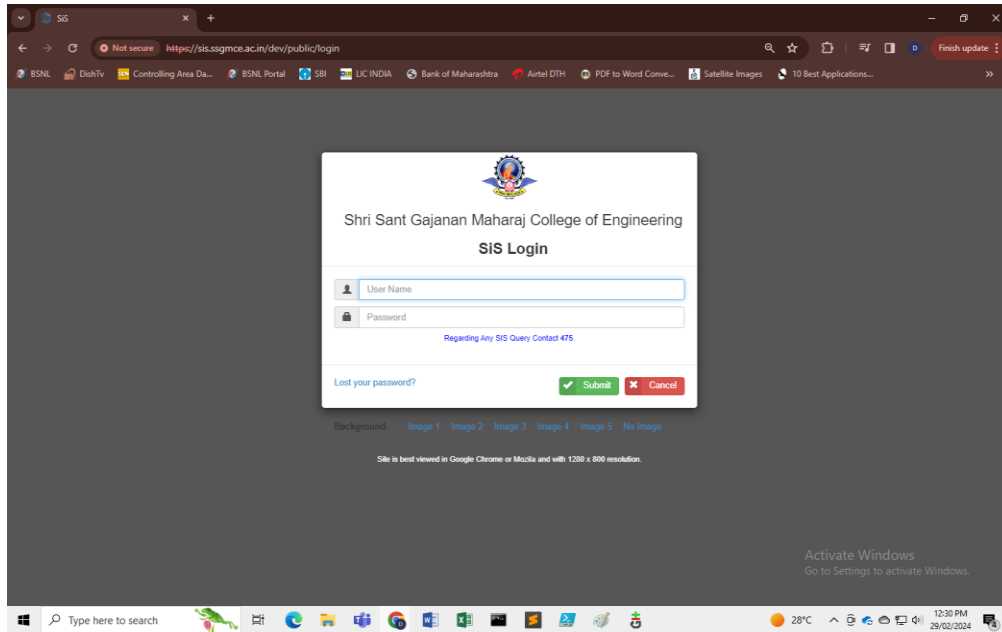 SiS
Not secure https://sis.ssgmce.ac.in/dev/public/login
Finish update
BSNL DishTv Controlling Area Da... BSNL Portal SBI LIC INDIA Bank of Maharashtra Airtel DTH PDF to Word Conve... Satellite Images 10 Best Applications...
Shri Sant Gajanan Maharaj College of Engineering
SiS Login
User Name
Password
Regarding Any SIS Query Contact 475.
Lost your password? Submit Cancel
Background Image 1 Image 2 Image 3 Image 4 Image 5 No Image
Site is best viewed in Google Chrome or Mozila and with 1280 x 800 resolution.
Activate Windows
Go to Settings to activate Windows.
Type here to search 28°C 12:30 PM
29/02/2024